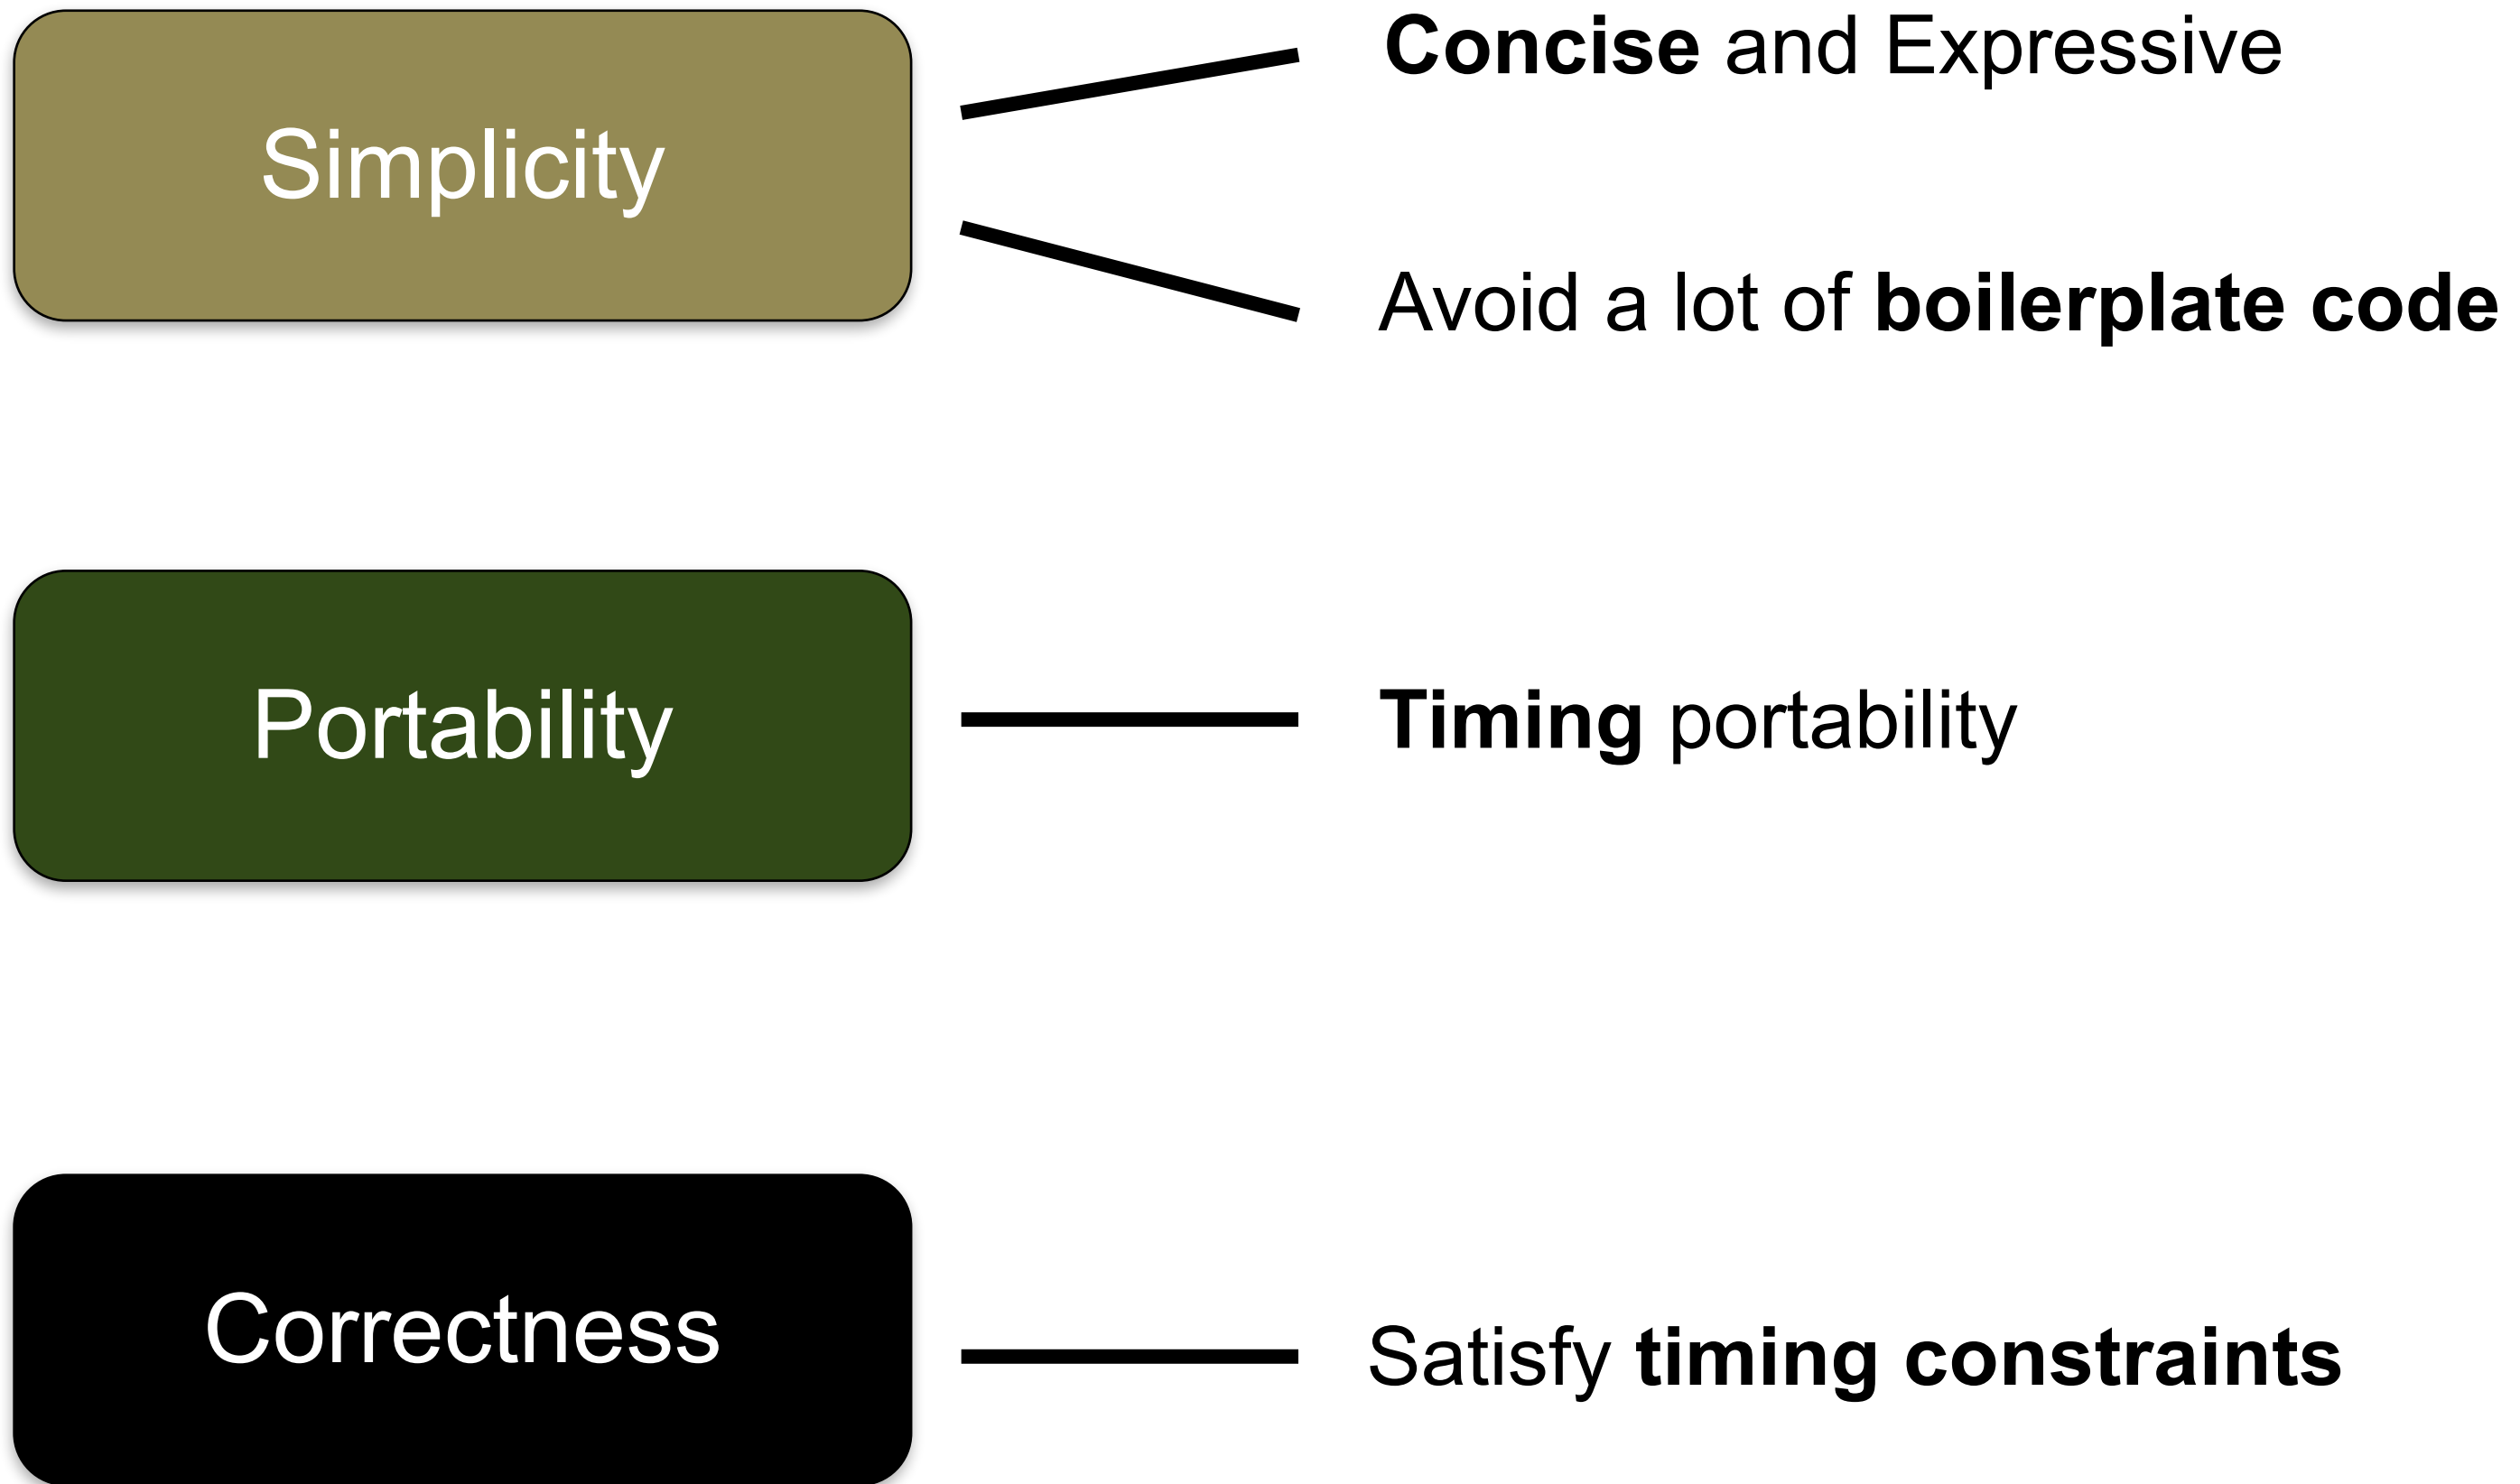 Simplicity
Concise and Expressive
Avoid a lot of boilerplate code
Portability
Timing portability
Correctness
Satisfy timing constraints